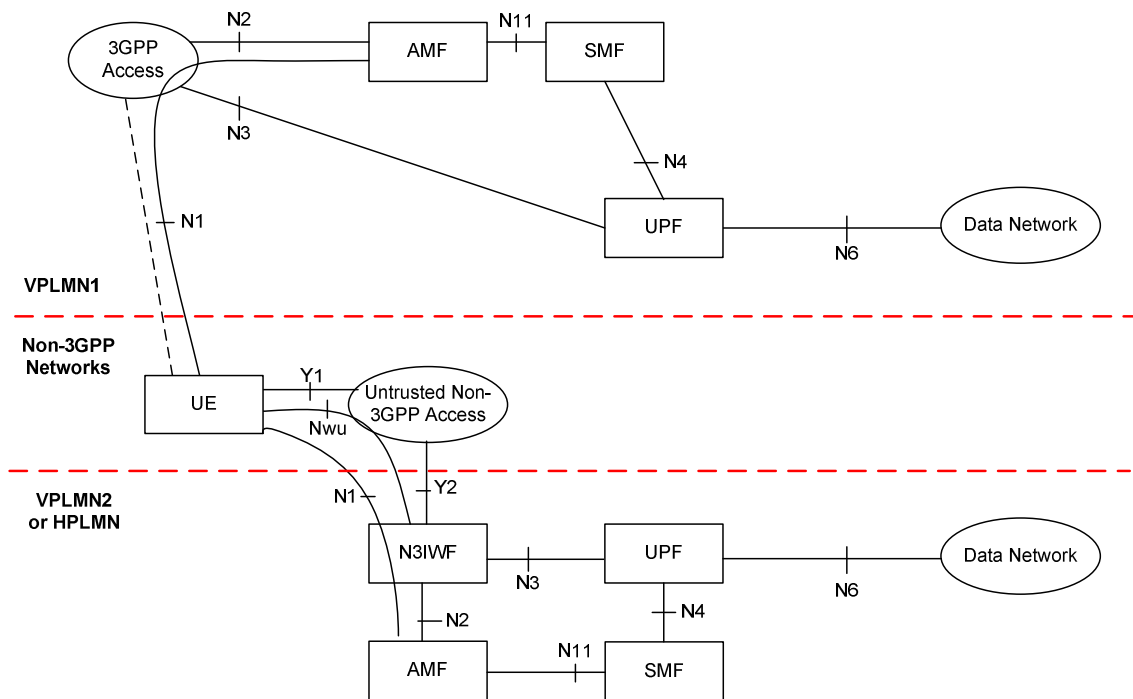 N2
N11
3GPP
Access
AMF
SMF
N3
N4
N1
UPF
Data Network
N6
VPLMN1
Non-3GPP
Networks
Y1
UE
Untrusted Non-
3GPP Access
Nwu
VPLMN2
or HPLMN
N1
Y2
N3IWF
UPF
Data Network
N3
N6
N2
N4
N11
AMF
SMF